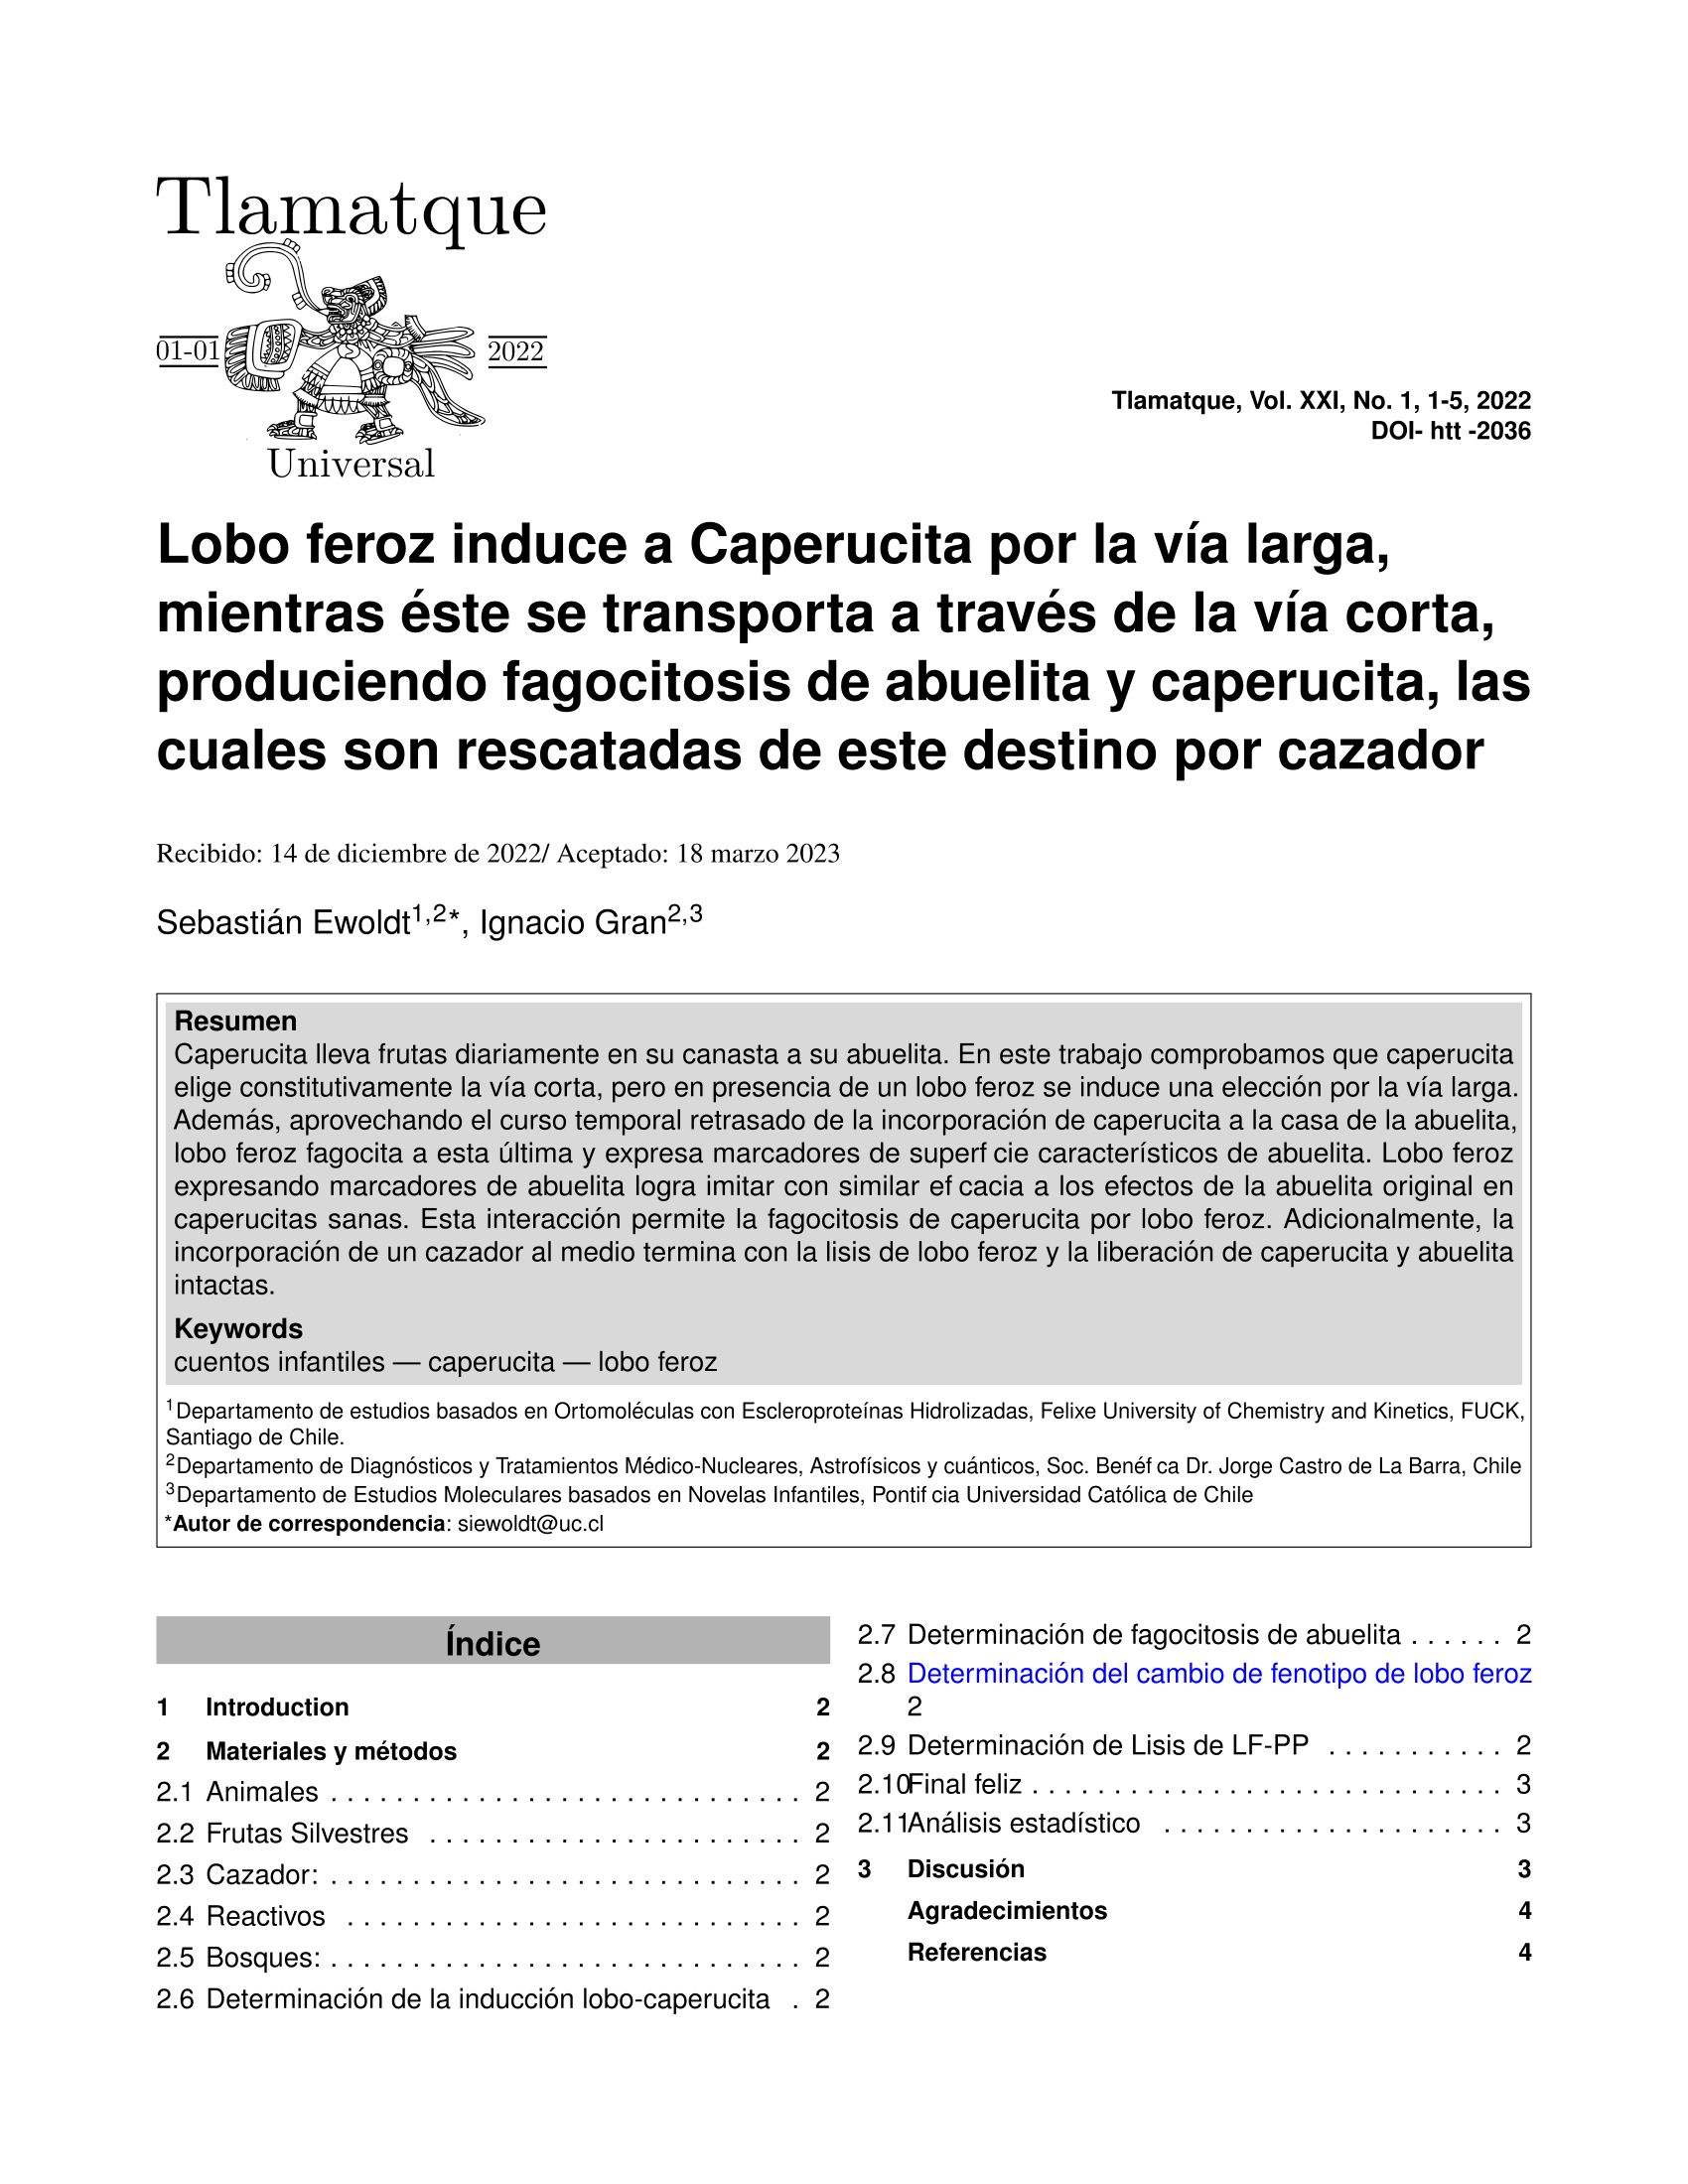 Tlamatque
01-01
2022
Universal
Tlamatque, Vol. XXI, No. 1, 1-5, 2022
DOI- htt -2036
Lobo feroz induce a Caperucita por la vía larga,
mientras éste se transporta a través de la vía corta,
produciendo fagocitosis de abuelita y caperucita, las
cuales son rescatadas de este destino por cazador
Recibido: 14 de diciembre de 2022/ Aceptado: 18 marzo 2023
Sebastián Ewoldt1,2*, Ignacio Gran2,3
Resumen
Caperucita lleva frutas diariamente en su canasta a su abuelita. En este trabajo comprobamos que caperucita
elige constitutivamente la vía corta, pero en presencia de un lobo feroz se induce una elección por la vía larga.
Además, aprovechando el curso temporal retrasado de la incorporación de caperucita a la casa de la abuelita,
lobo feroz fagocita a esta última y expresa marcadores de superf cie característicos de abuelita. Lobo feroz
expresando marcadores de abuelita logra imitar con similar ef cacia a los efectos de la abuelita original en
caperucitas sanas. Esta interacción permite la fagocitosis de caperucita por lobo feroz. Adicionalmente, la
incorporación de un cazador al medio termina con la lisis de lobo feroz y la liberación de caperucita y abuelita
intactas.
Keywords
cuentos infantiles — caperucita — lobo feroz
1Departamento de estudios basados en Ortomoléculas con Escleroproteínas Hidrolizadas, Felixe University of Chemistry and Kinetics, FUCK,
Santiago de Chile.
2Departamento de Diagnósticos y Tratamientos Médico-Nucleares, Astrofísicos y cuánticos, Soc. Benéf ca Dr. Jorge Castro de La Barra, Chile
3Departamento de Estudios Moleculares basados en Novelas Infantiles, Pontif cia Universidad Católica de Chile
*Autor de correspondencia: siewoldt@uc.cl
Índice
1 Introduction 2
2 Materiales y métodos 2
2.1 Animales . . . . . . . . . . . . . . . . . . . . . . . . . . . . . 2
2.2 Frutas Silvestres . . . . . . . . . . . . . . . . . . . . . . . 2
2.3 Cazador: . . . . . . . . . . . . . . . . . . . . . . . . . . . . . 2
2.4 Reactivos . . . . . . . . . . . . . . . . . . . . . . . . . . . . 2
2.5 Bosques: . . . . . . . . . . . . . . . . . . . . . . . . . . . . . 2
2.6 Determinación de la inducción lobo-caperucita . 2
2.7 Determinación de fagocitosis de abuelita . . . . . . 2
2.8 Determinación del cambio de fenotipo de lobo feroz
2
2.9 Determinación de Lisis de LF-PP . . . . . . . . . . . 2
2.10Final feliz . . . . . . . . . . . . . . . . . . . . . . . . . . . . . 3
2.11Análisis estadístico . . . . . . . . . . . . . . . . . . . . . 3
3 Discusión 3
Agradecimientos 4
Referencias 4